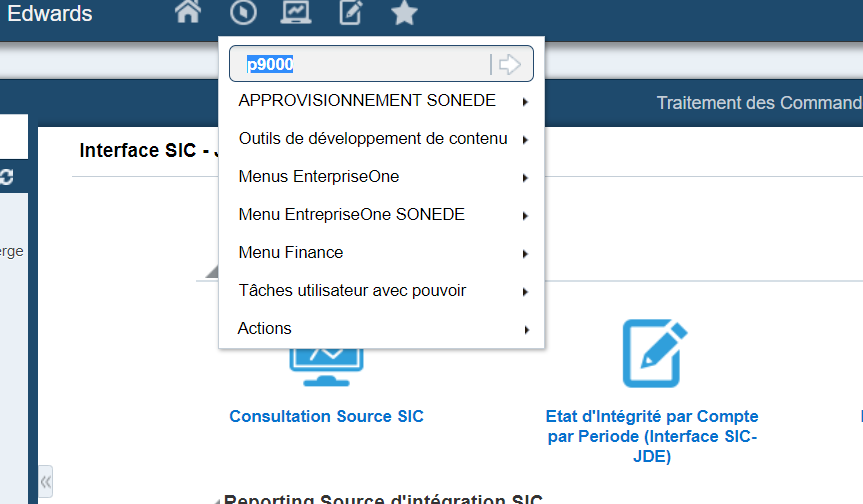 Edwards
p9000
APPROVISIONNEMENT SONEDE
Outils de développement de contenu
Menus EnterpriseOne
Menu EntrepriseOne SONEDE
Menu Finance
Tâches utilisateur avec pouvoir
Actions
Traitement des Command
Interface SIC - J
erge
Consultation Source SIC
Etat d'Intégrité par Compte
par Periode (Interface SIC-
JDE)
Reporting Source d'intégration SIC